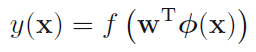 y(x) = f (wᵀϕ(x))